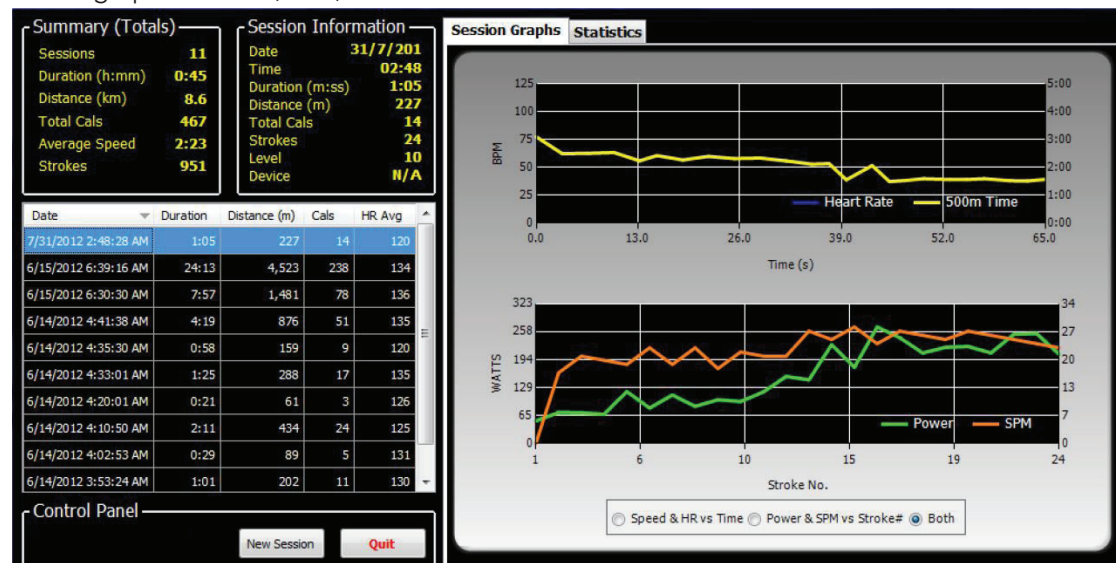 Summary (Totals)
Sessions 11
Duration (h:mm) 0:45
Distance (km) 8.6
Total Cals 467
Average Speed 2:23
Strokes 951
Session Information
Date 31/7/201
Time 02:48
Duration (m:ss) 1:05
Distance (m) 227
Total Cals 14
Strokes 24
Level 10
Device N/A
Date Duration Distance (m) Cals HR Avg
7/31/2012 2:48:28 AM 1:05 227 14 120
6/15/2012 6:39:16 AM 24:13 4,523 238 134
6/15/2012 6:30:30 AM 7:57 1,481 78 136
6/14/2012 4:41:38 AM 4:19 876 51 135
6/14/2012 4:35:30 AM 0:58 159 9 120
6/14/2012 4:33:01 AM 1:25 288 17 135
6/14/2012 4:20:01 AM 0:21 61 3 126
6/14/2012 4:10:50 AM 2:11 434 24 125
6/14/2012 4:02:53 AM 0:29 89 5 131
6/14/2012 3:53:24 AM 1:01 202 11 130
Control Panel
New Session Quit
Session Graphs Statistics
125 5:00
100 4:00
75 3:00
BPM
50 2:00
25 1:00
Heart Rate 500m Time
0 0:00
0.0 13.0 26.0 39.0 52.0 65.0
Time (s)
323 34
258 27
194 20
WATTS
129 13
65 7
Power SPM
0 0
1 6 10 15 19 24
Stroke No.
Speed & HR vs Time Power & SPM vs Stroke# Both